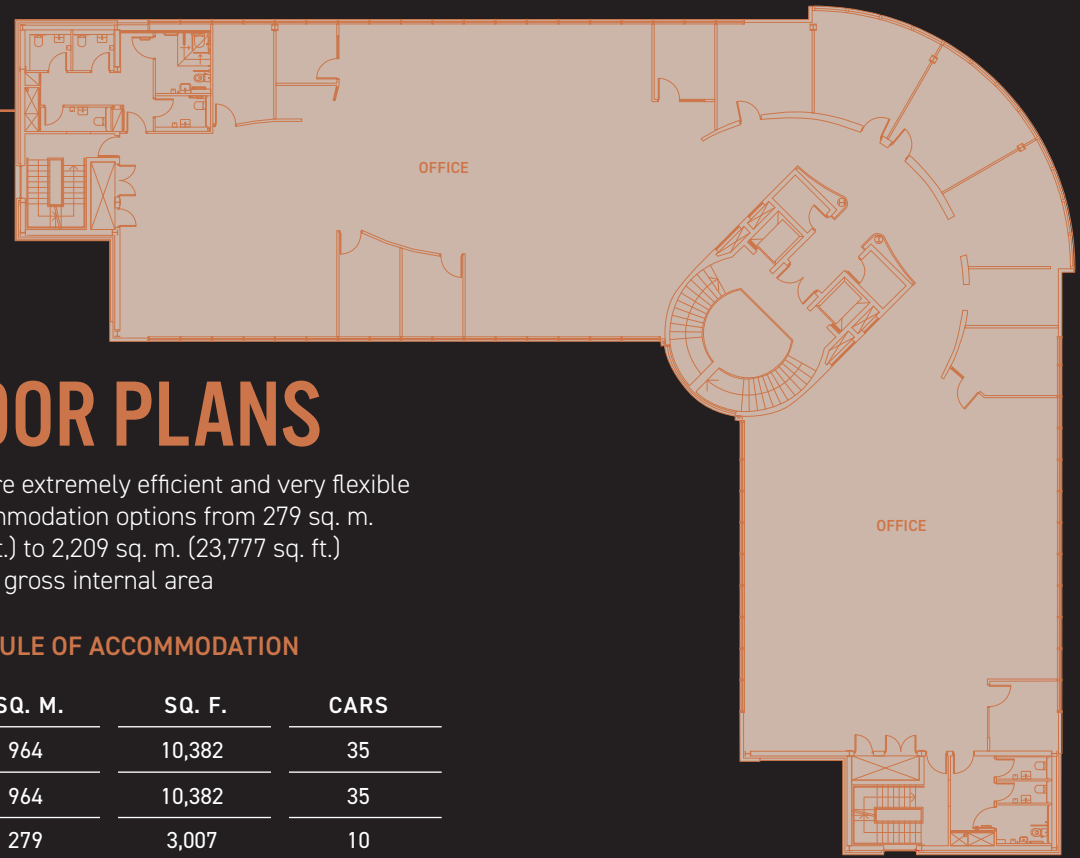 OFFICE
OOR PLANS
re extremely efficient and very flexible
mmodation options from 279 sq. m.
t.) to 2,209 sq. m. (23,777 sq. ft.)
gross internal area
OFFICE
ULE OF ACCOMMODATION
SQ. M. SQ. F. CARS
964 10,382 35
964 10,382 35
279 3,007 10